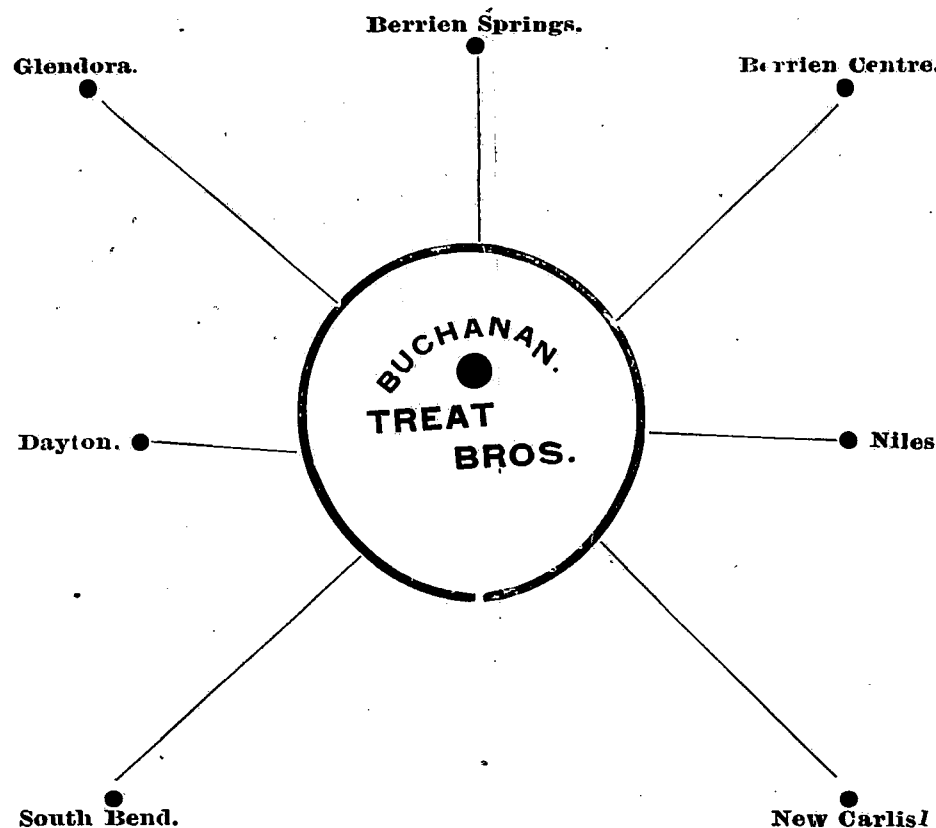 Berrien Springs.
Glendora.
Berrien Centre.
BUCHANAN.
TREAT
BROS.
Dayton.
Niles
South Bend.
New Carlisl